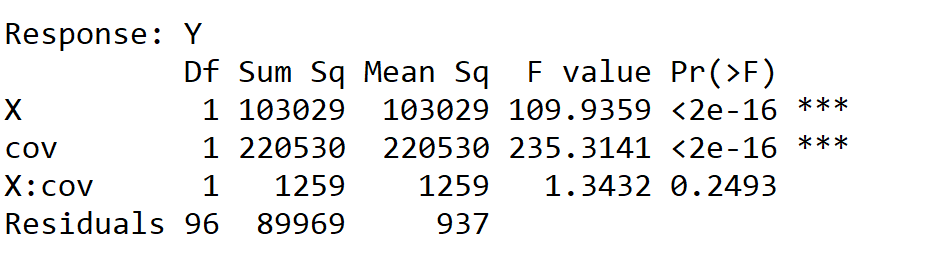 Response: Y
Df Sum Sq Mean Sq F value Pr(>F)
X 1 103029 103029 109.9359 <2e-16 ***
cov 1 220530 220530 235.3141 <2e-16 ***
X:cov 1 1259 1259 1.3432 0.2493
Residuals 96 89969 937